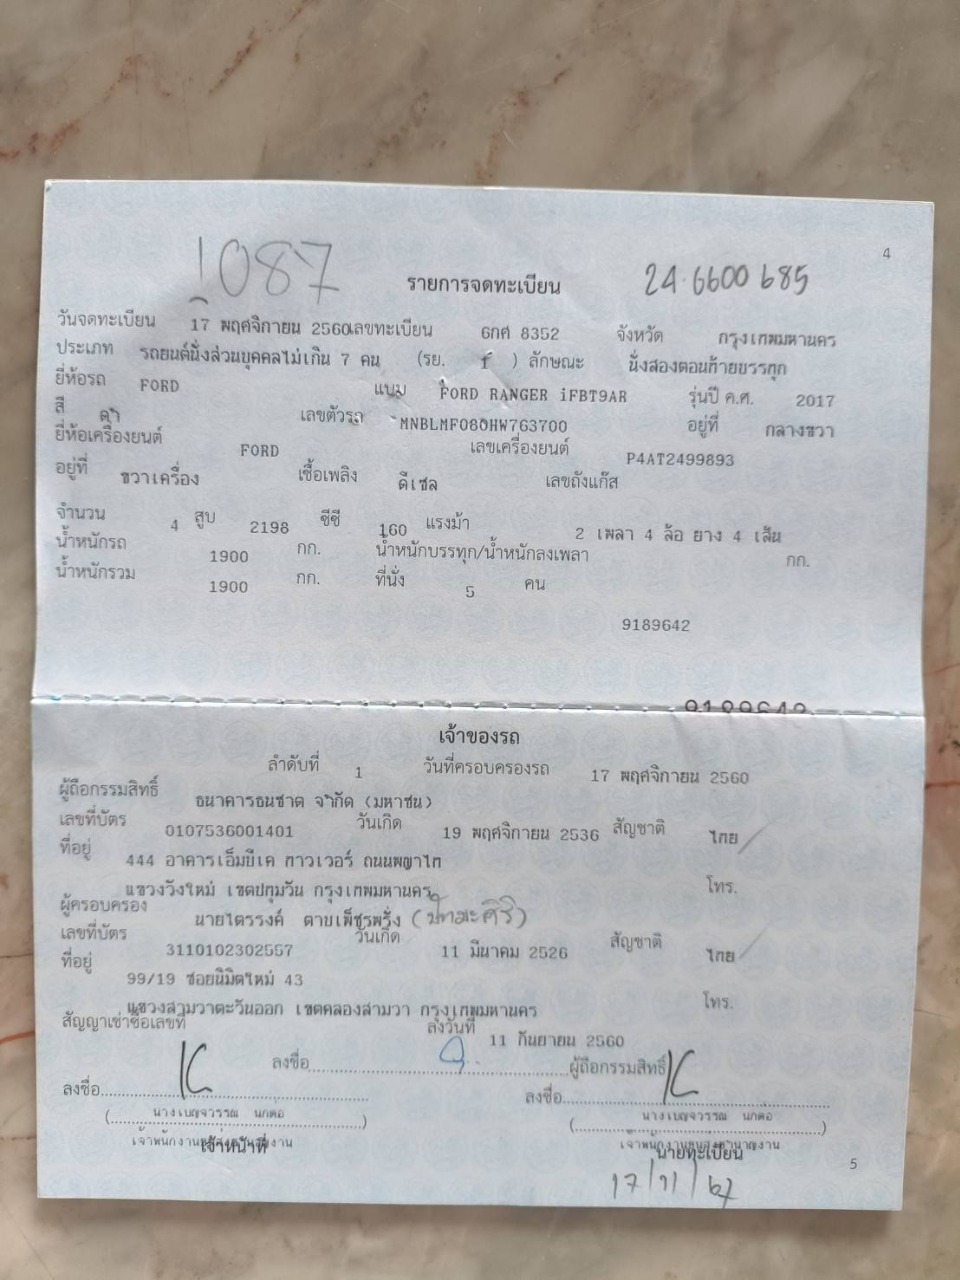 4
1087
รายการจดทะเบียน
24.6600685
วันจดทะเบียน 17 พฤศจิกายน 2560 เลขทะเบียน 6กศ 8352 จังหวัด กรุงเทพมหานคร
ประเภท รถยนต์นั่งส่วนบุคคลไม่เกิน 7 คน (รย. 1 ) ลักษณะ นั่งสองตอนท้ายบรรทุก
ยี่ห้อรถ FORD แบบ FORD RANGER iFBT9AR รุ่นปี ค.ศ. 2017
สี ดำ เลขตัวรถ MNBLMF080HW763700 อยู่ที่ กลางขวา
ยี่ห้อเครื่องยนต์ FORD เลขเครื่องยนต์ P4AT2499893
อยู่ที่ ขวาเครื่อง เชื้อเพลิง ดีเซล เลขถังแก๊ส
จำนวน 4 สูบ 2198 ซีซี 160 แรงม้า 2 เพลา 4 ล้อ ยาง 4 เส้น
น้ำหนักรถ 1900 กก. น้ำหนักบรรทุก/น้ำหนักลงเพลา กก.
น้ำหนักรวม 1900 กก. ที่นั่ง 5 คน
9189642
9189642
เจ้าของรถ
ลำดับที่ 1 วันที่ครอบครองรถ 17 พฤศจิกายน 2560
ผู้ถือกรรมสิทธิ์ ธนาคารธนชาต จำกัด (มหาชน)
เลขที่บัตร 0107536001401 วันเกิด 19 พฤศจิกายน 2536 สัญชาติ ไทย
ที่อยู่ 444 อาคารเอ็มบีเค ทาวเวอร์ ถนนพญาไท
แขวงวังใหม่ เขตปทุมวัน กรุงเทพมหานคร โทร.
ผู้ครอบครอง นายไตรรงค์ ดาบเพ็ชรพรั่ง
เลขที่บัตร 3110102302557 วันเกิด 11 มีนาคม 2526 สัญชาติ ไทย
ที่อยู่ 99/19 ซอยนิมิตใหม่ 43
แขวงสามวาตะวันออก เขตคลองสามวา กรุงเทพมหานคร โทร.
สัญญาเช่าซื้อเลขที่ ลงวันที่ 11 กันยายน 2560
ลงชื่อ ผู้ถือกรรมสิทธิ์
ลงชื่อ ลงชื่อ
( นางเบญจวรรณ นกตอ ) ( นางเบญจวรรณ นกตอ )
เจ้าหน้าที่ นายทะเบียน
5